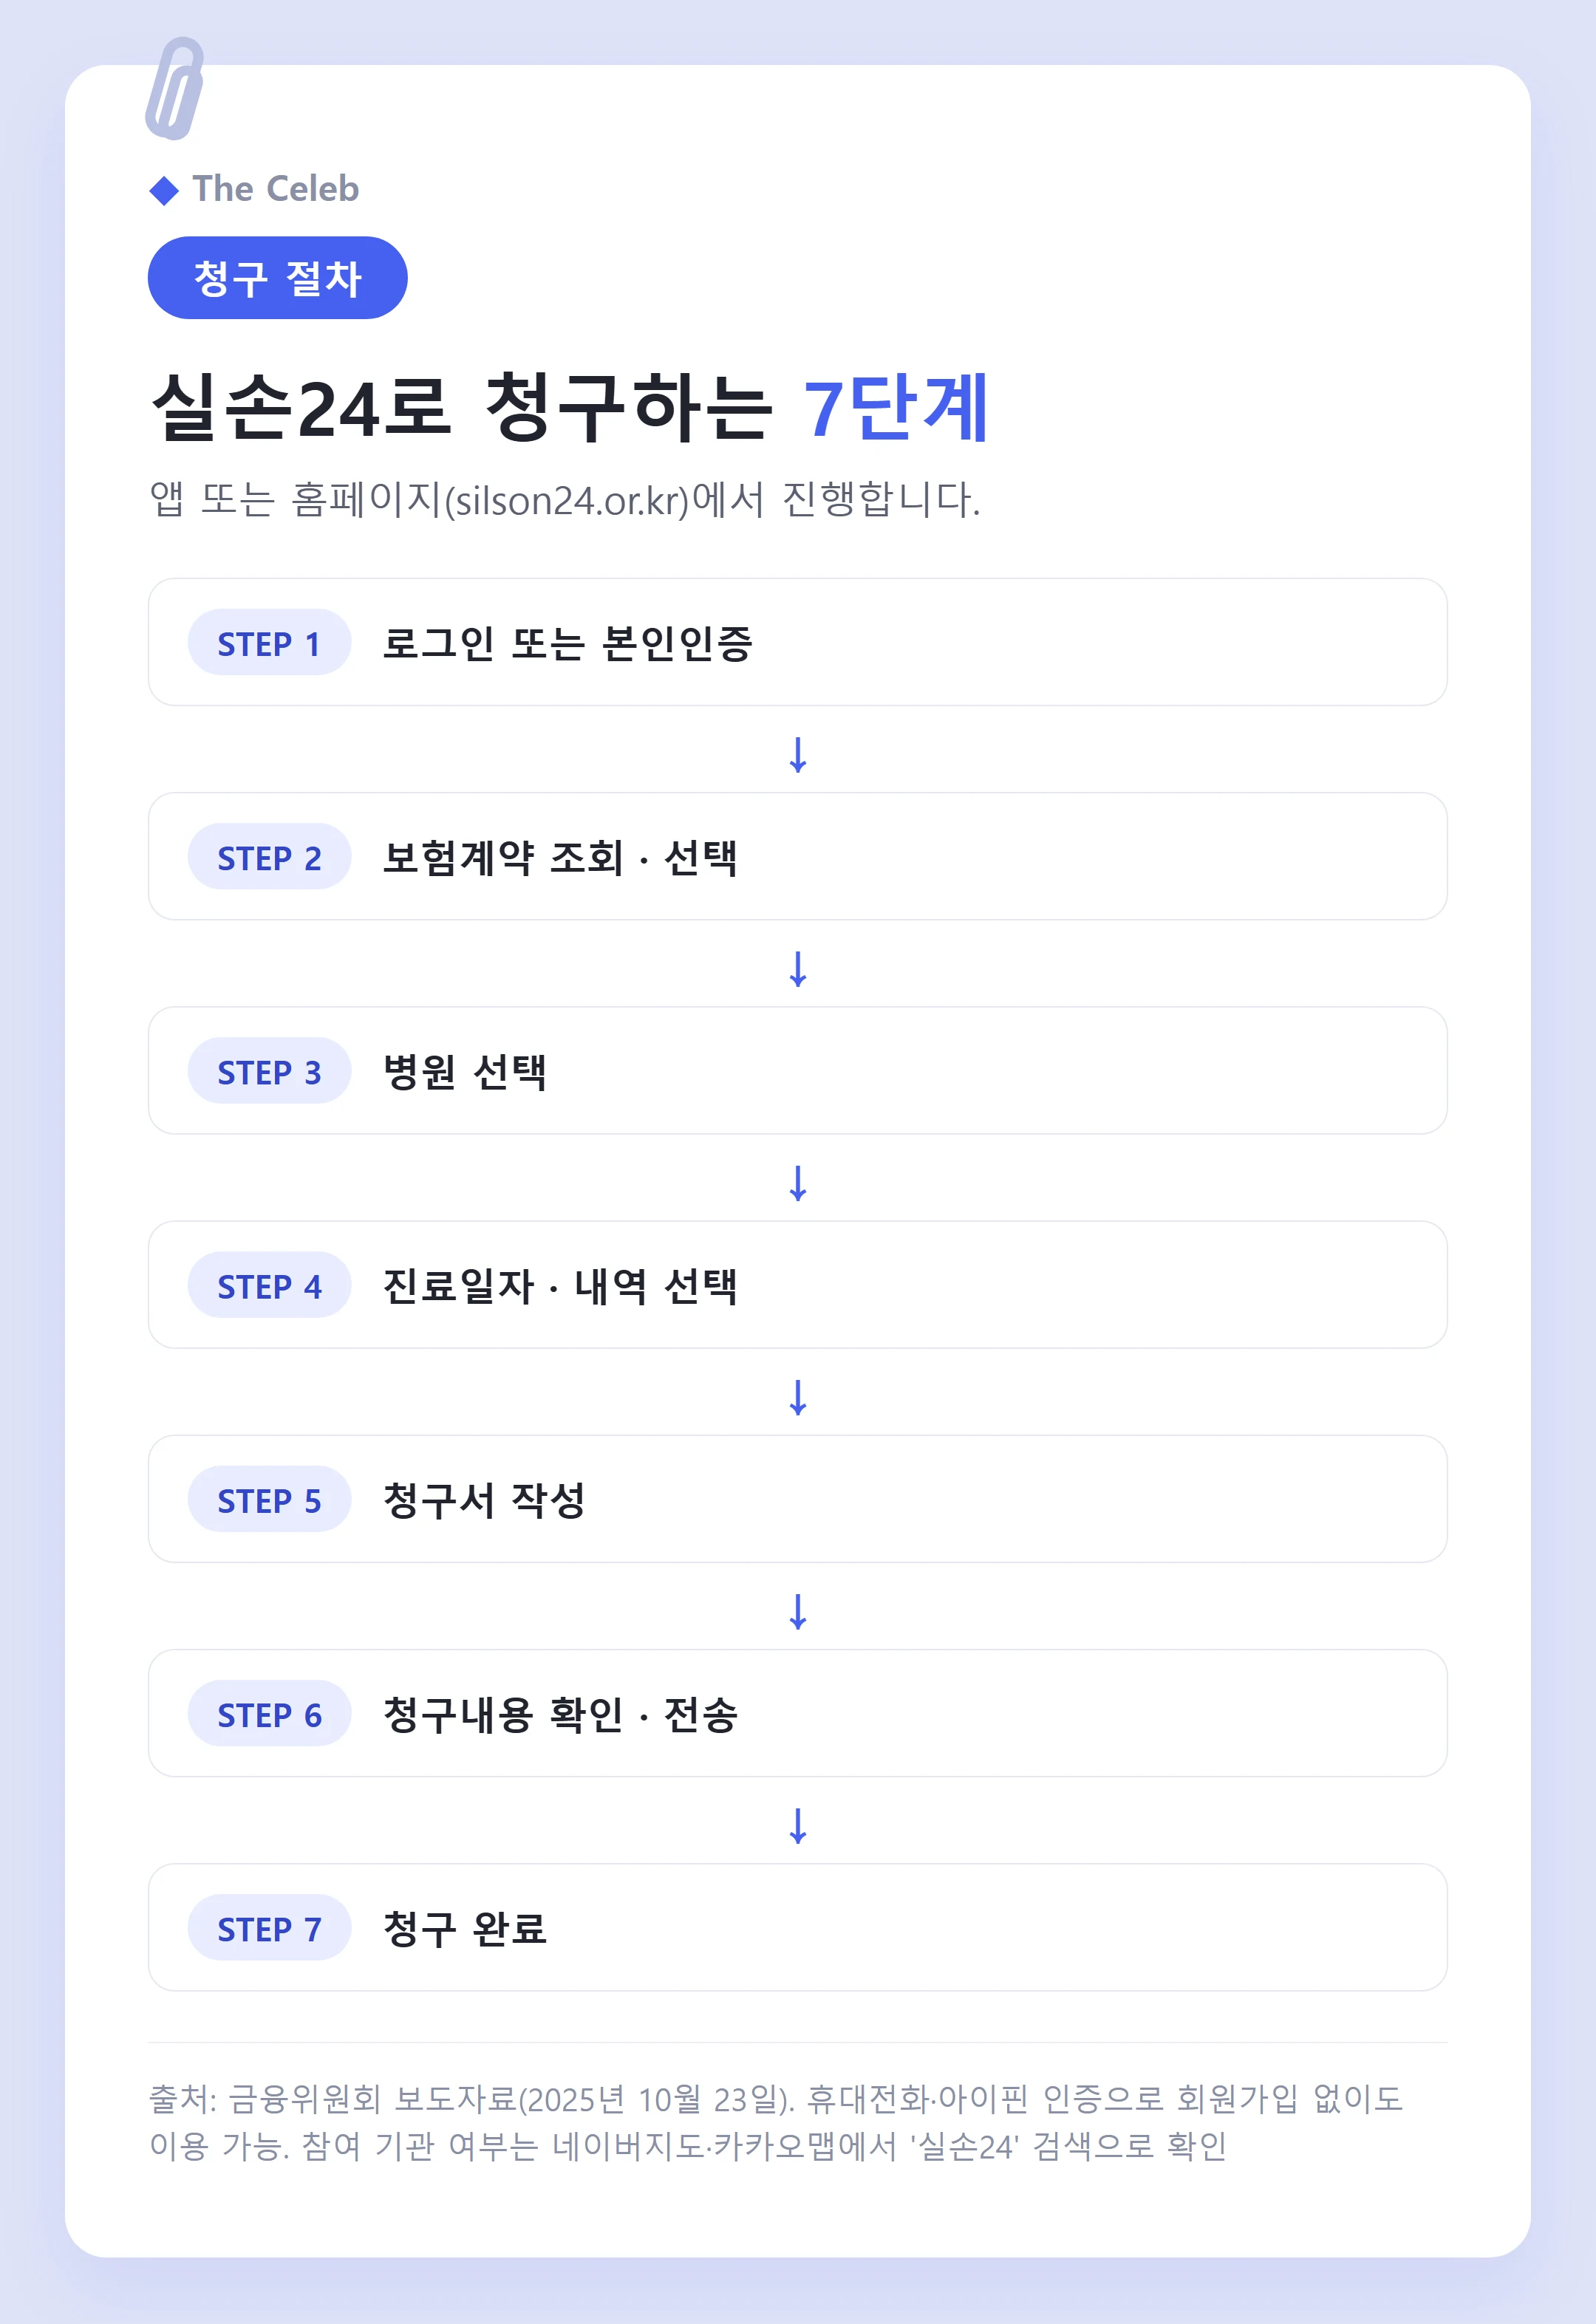 ◆ The Celeb
청구 절차
실손24로 청구하는 7단계
앱 또는 홈페이지(silson24.or.kr)에서 진행합니다.
STEP 1 로그인 또는 본인인증
↓
STEP 2 보험계약 조회 · 선택
↓
STEP 3 병원 선택
↓
STEP 4 진료일자 · 내역 선택
↓
STEP 5 청구서 작성
↓
STEP 6 청구내용 확인 · 전송
↓
STEP 7 청구 완료
출처: 금융위원회 보도자료(2025년 10월 23일). 휴대전화·아이핀 인증으로 회원가입 없이도
이용 가능. 참여 기관 여부는 네이버지도·카카오맵에서 '실손24' 검색으로 확인